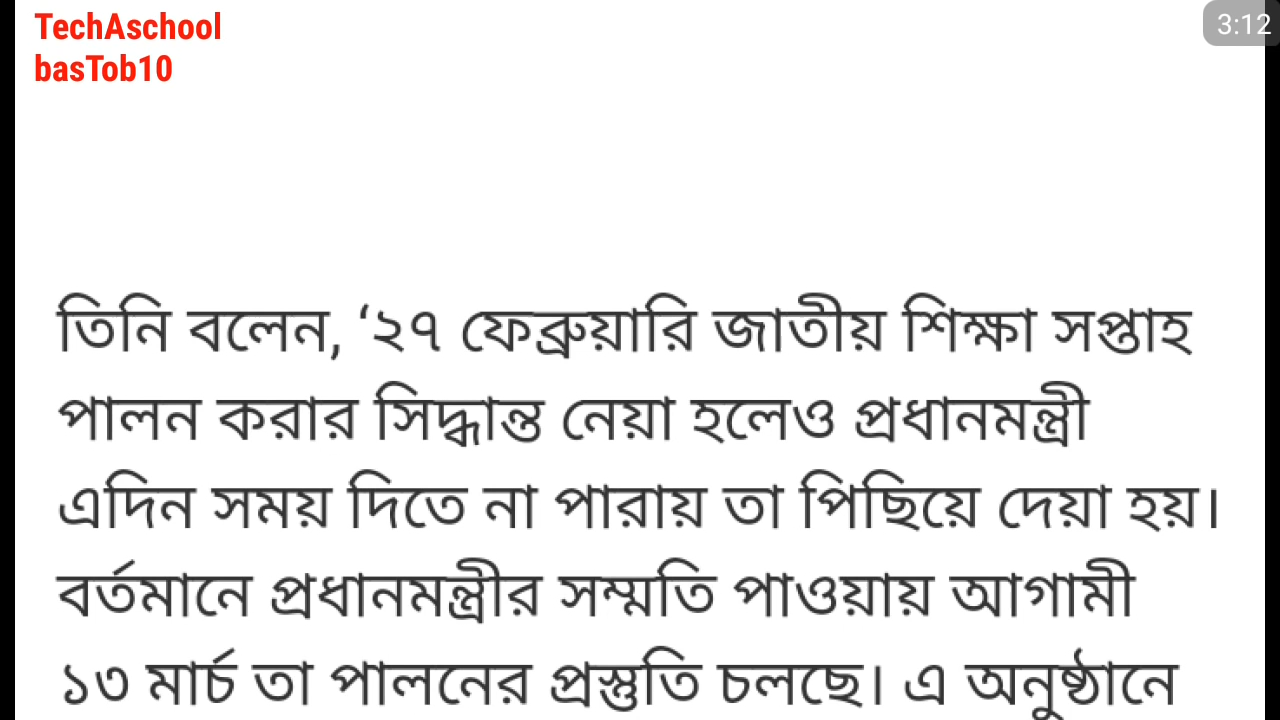 TechAschool
basTob10
3:12
তিনি বলেন, ‘২৭ ফেব্রুয়ারি জাতীয় শিক্ষা সপ্তাহ
পালন করার সিদ্ধান্ত নেয়া হলেও প্রধানমন্ত্রী
এদিন সময় দিতে না পারায় তা পিছিয়ে দেয়া হয়।
বর্তমানে প্রধানমন্ত্রীর সম্মতি পাওয়ায় আগামী
১৩ মার্চ তা পালনের প্রস্তুতি চলছে। এ অনুষ্ঠানে